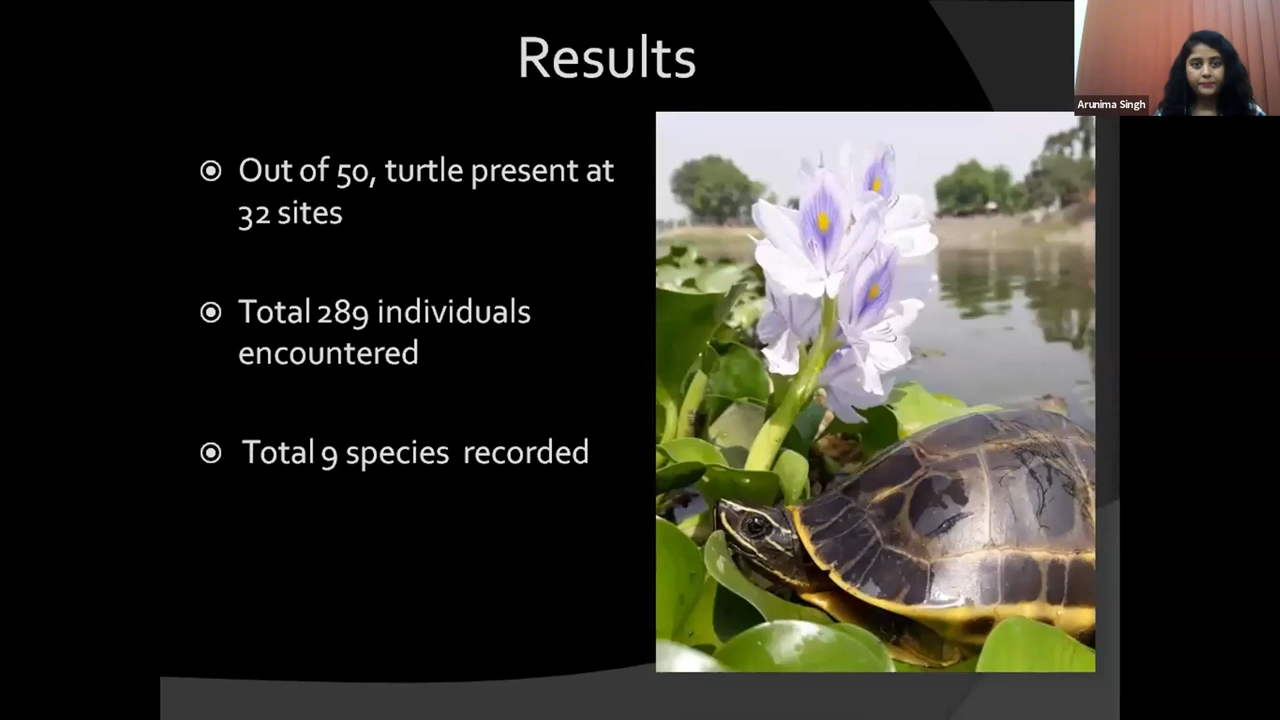 Results
Arunima Singh
Out of 50, turtle present at
32 sites
Total 289 individuals
encountered
Total 9 species recorded